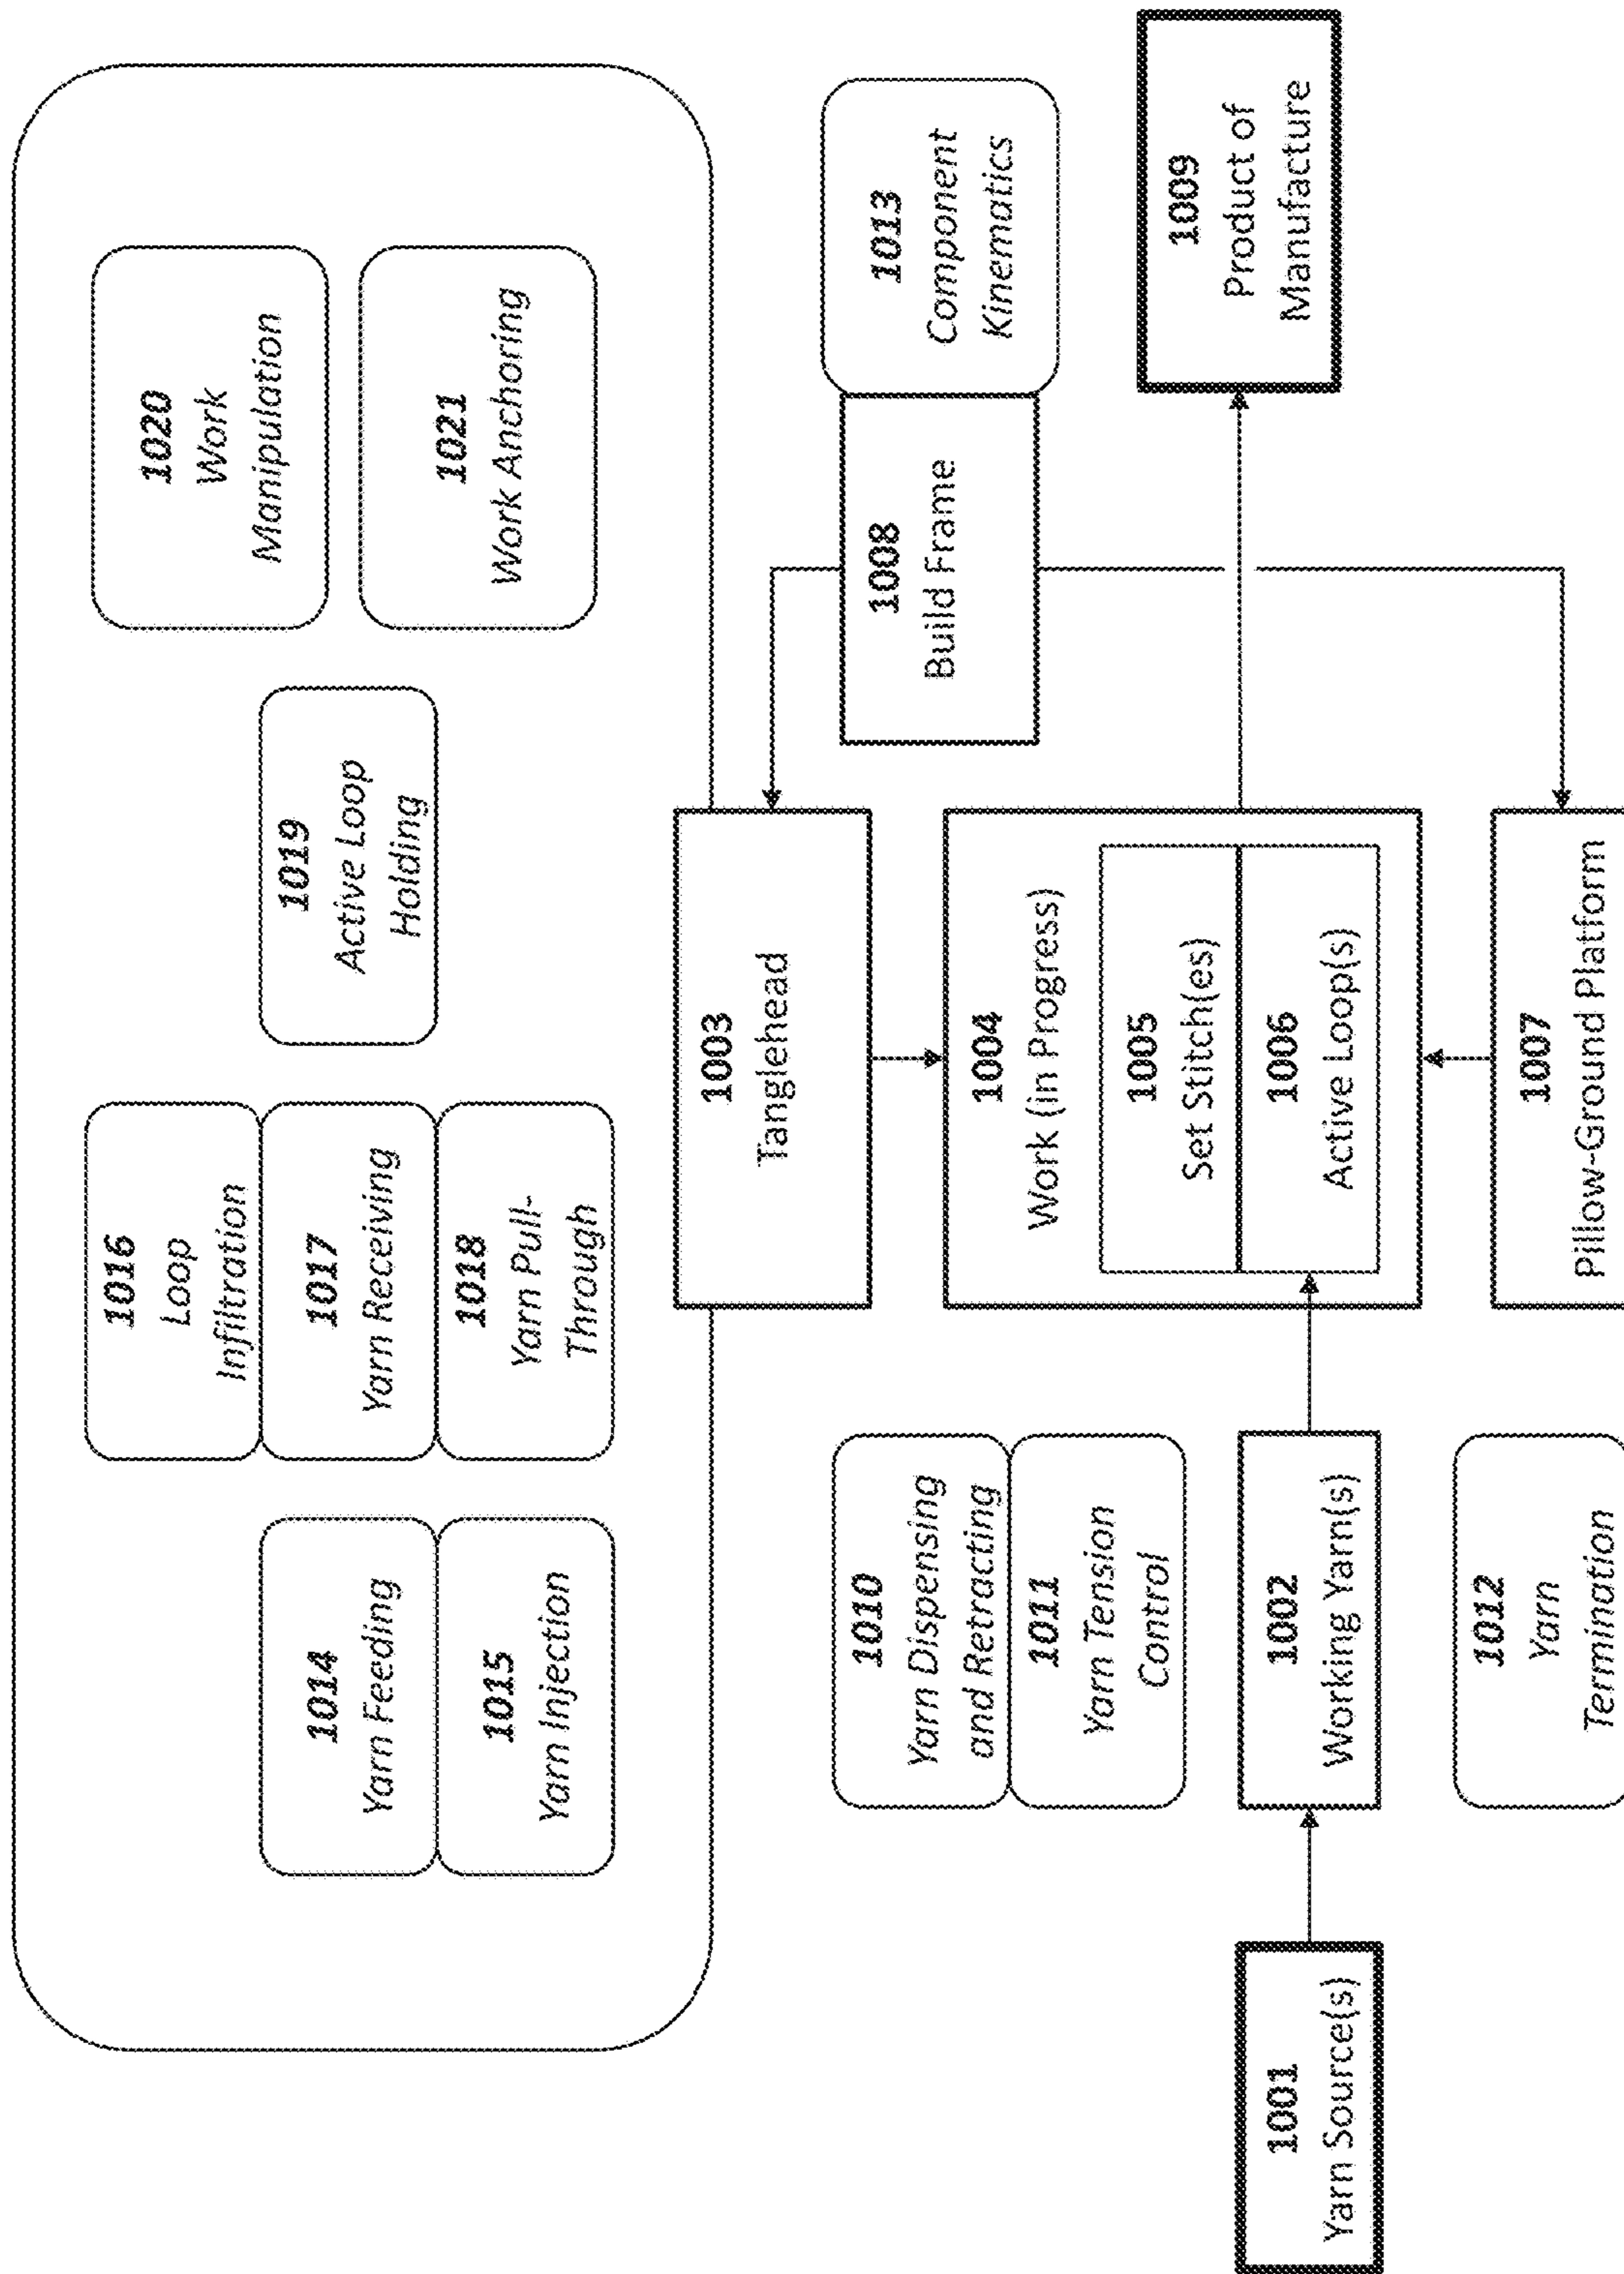 1014
Yarn Feeding
1015
Yarn Injection
1016
Loop
Infiltration
1017
Yarn Receiving
1018
Yarn Pull-
Through
1019
Active Loop
Holding
1020
Work
Manipulation
1021
Work Anchoring
1003
Tanglehead
1010
Yarn Dispensing
and Retracting
1011
Yarn Tension
Control
1008
Build Frame
1013
Component
Kinematics
1004
Work (in Progress)
1005
Set Stitch(es)
1006
Active Loop(s)
1001
Yarn Source(s)
1002
Working Yarn(s)
1009
Product of
Manufacture
1012
Yarn
Termination
1007
Pillow-Ground Platform